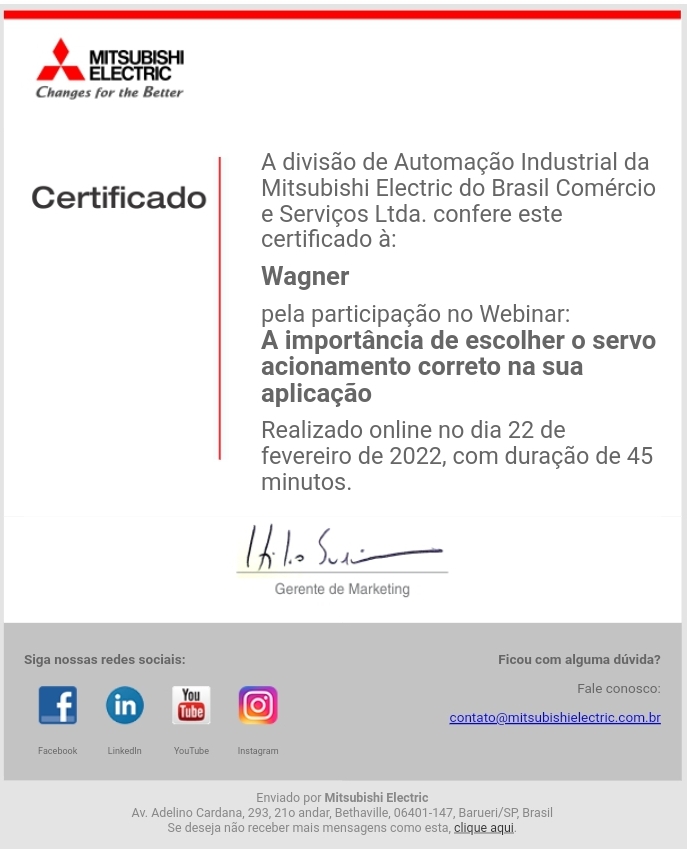 MITSUBISHI
ELECTRIC
Changes for the Better
Certificado
A divisão de Automação Industrial da
Mitsubishi Electric do Brasil Comércio
e Serviços Ltda. confere este
certificado à:
Wagner
pela participação no Webinar:
A importância de escolher o servo
acionamento correto na sua
aplicação
Realizado online no dia 22 de
fevereiro de 2022, com duração de 45
minutos.
Gerente de Marketing
Siga nossas redes sociais:
Ficou com alguma dúvida?
Fale conosco:
contato@mitsubishielectric.com.br
f
in
You
Tube
Facebook
LinkedIn
YouTube
Instagram
Enviado por Mitsubishi Electric
Av. Adelino Cardana, 293, 21o andar, Bethaville, 06401-147, Barueri/SP, Brasil
Se deseja não receber mais mensagens como esta, clique aqui.